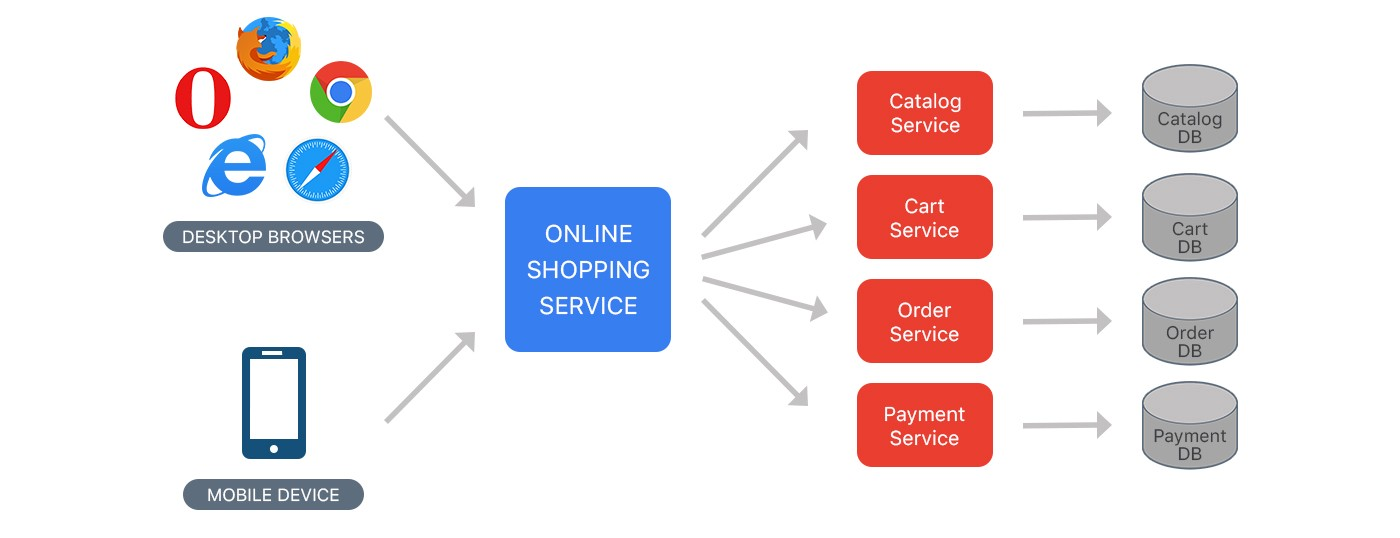 DESKTOP BROWSERS
MOBILE DEVICE
ONLINE
SHOPPING
SERVICE
Catalog
Service
Cart
Service
Order
Service
Payment
Service
Catalog
DB
Cart
DB
Order
DB
Payment
DB